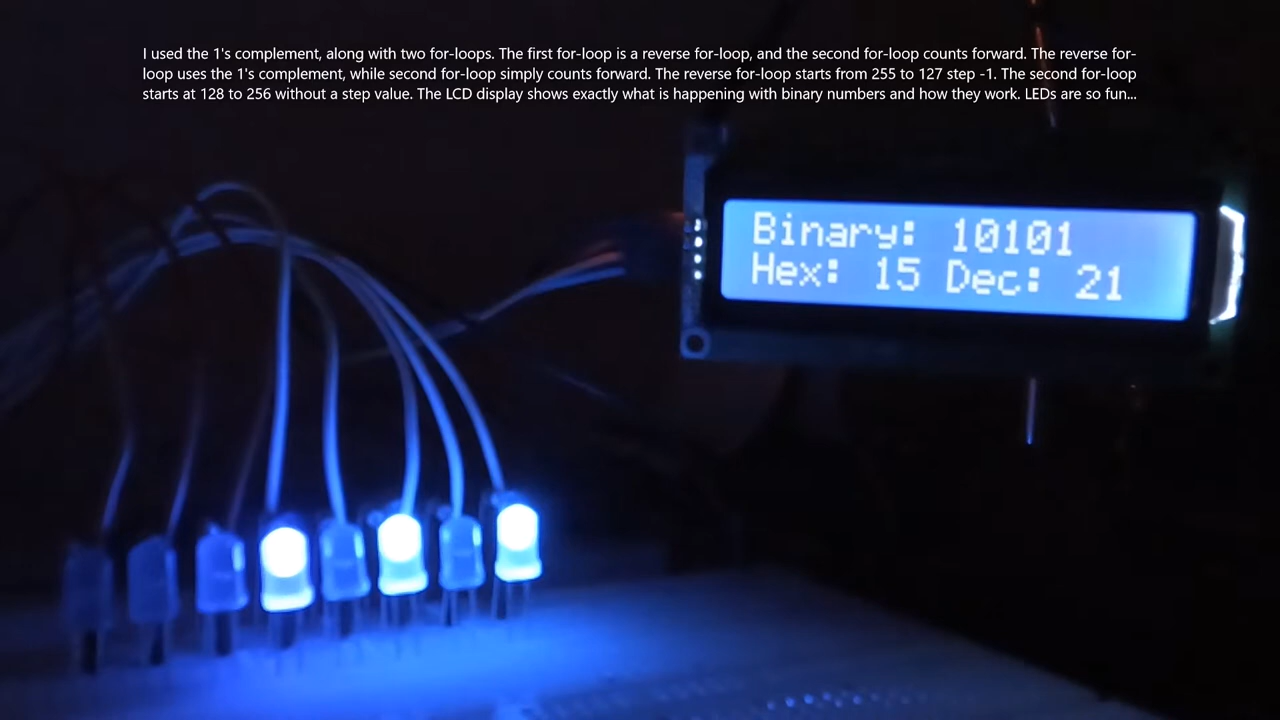 I used the 1's complement, along with two for-loops. The first for-loop is a reverse for-loop, and the second for-loop counts forward. The reverse for-
loop uses the 1's complement, while second for-loop simply counts forward. The reverse for-loop starts from 255 to 127 step -1. The second for-loop
starts at 128 to 256 without a step value. The LCD display shows exactly what is happening with binary numbers and how they work. LEDs are so fun...
Binary: 10101
Hex: 15 Dec: 21